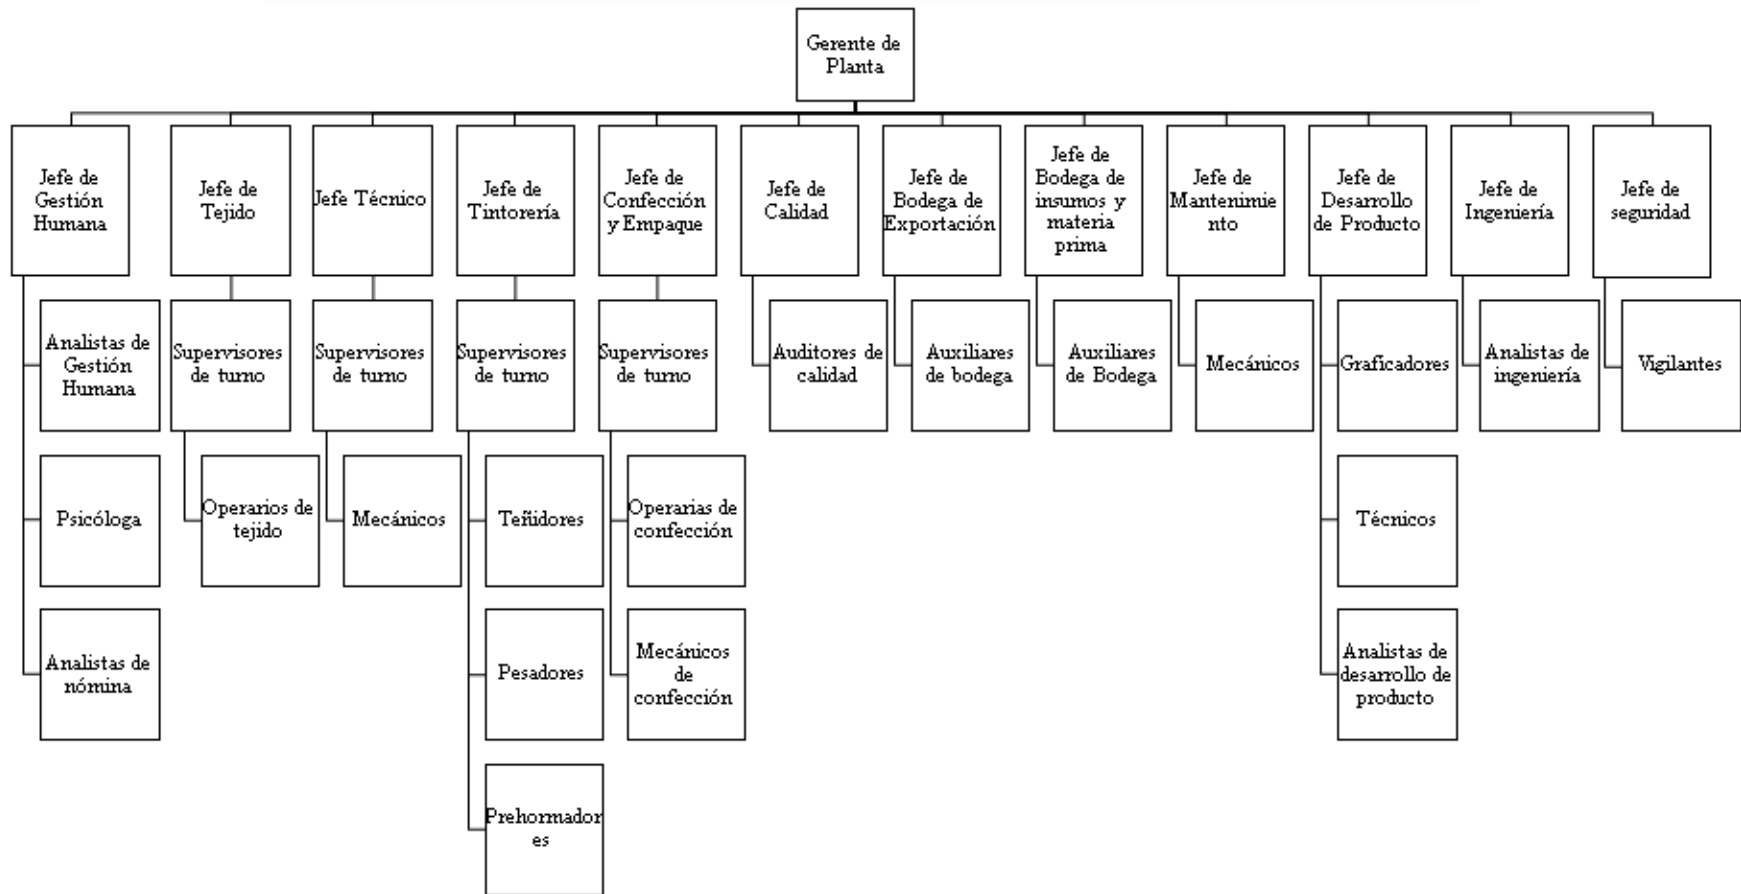 Gerente de
Planta
Jefe de
Gestión
Humana
Jefe de
Tejido
Jefe Técnico
Jefe de
Tintorería
Jefe de
Confección
y Empaque
Jefe de
Calidad
Jefe de
Bodega de
Exportación
Jefe de
Bodega de
insumos y
materia
prima
Jefe de
Mantenimie
nto
Jefe de
Desarrollo
de Producto
Jefe de
Ingeniería
Jefe de
seguridad
Analistas de
Gestión
Humana
Supervisores
de turno
Supervisores
de turno
Supervisores
de turno
Supervisores
de turno
Auditores de
calidad
Auxiliares
de bodega
Auxiliares
de Bodega
Mecánicos
Graficadores
Analistas de
ingeniería
Vigilantes
Psicóloga
Operarios de
tejido
Mecánicos
Teñidores
Operarias de
confección
Técnicos
Analistas de
nómina
Pesadores
Mecánicos
de
confección
Analistas de
desarrollo de
producto
Prehormador
es